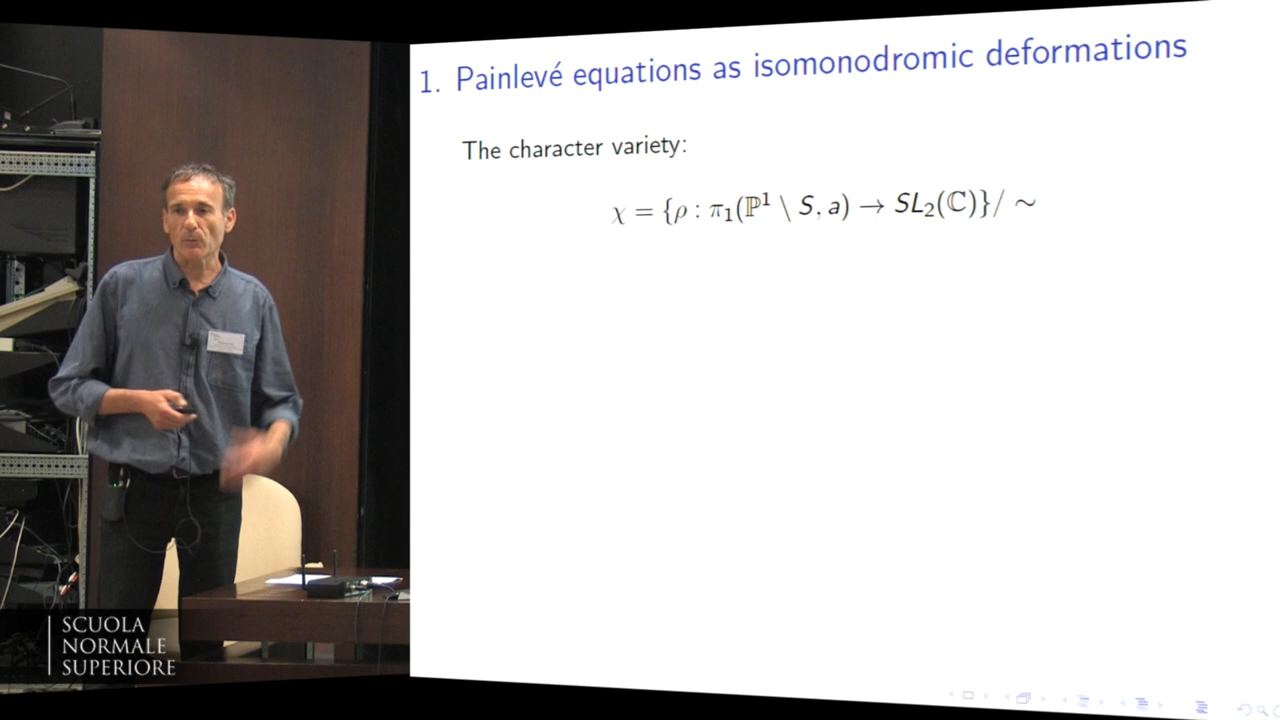 1. Painlevé equations as isomonodromic deformations
The character variety:
χ = {ρ : π₁(ℙ¹ \ S, a) → SL₂(ℂ)}/ ∼
SCUOLA
NORMALE
SUPERIORE